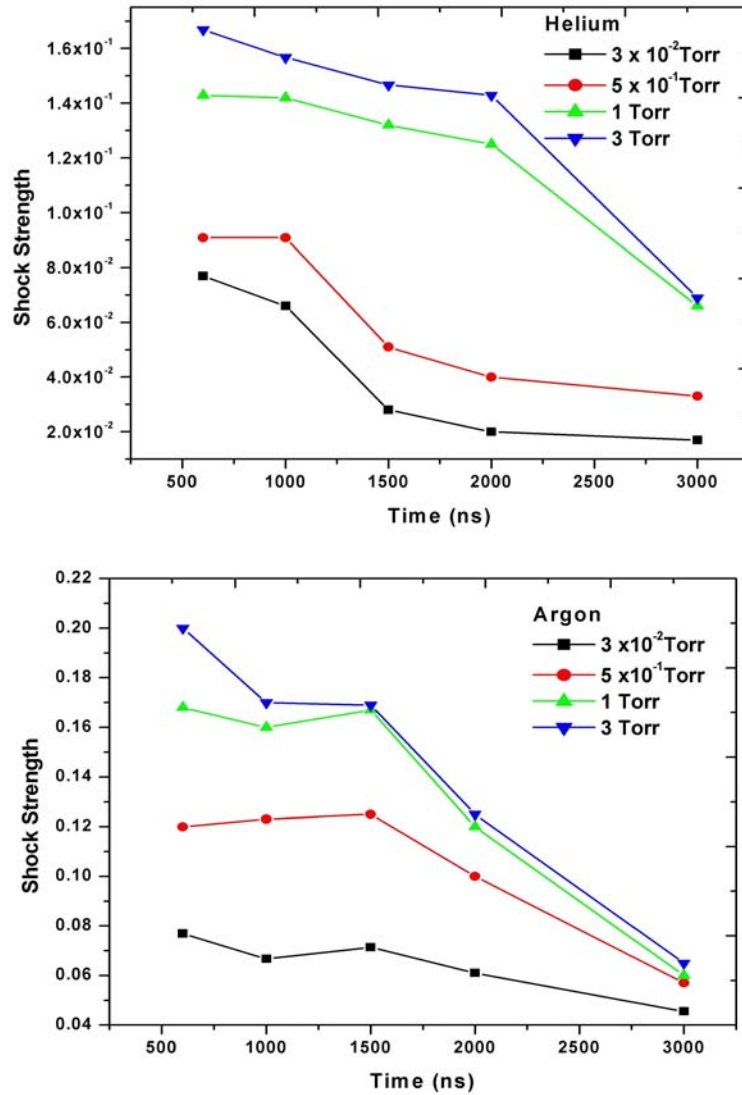 Helium
3 x 10⁻² Torr
5 x 10⁻¹Torr
1 Torr
3 Torr
Shock Strength
1.6x10⁻¹
1.4x10⁻¹
1.2x10⁻¹
1.0x10⁻¹
8.0x10⁻²
6.0x10⁻²
4.0x10⁻²
2.0x10⁻²
500 1000 1500 2000 2500 3000
Time (ns)
Argon
3 x10⁻²Torr
5 x10⁻¹Torr
1 Torr
3 Torr
Shock Strength
0.22
0.20
0.18
0.16
0.14
0.12
0.10
0.08
0.06
0.04
500 1000 1500 2000 2500 3000
Time (ns)